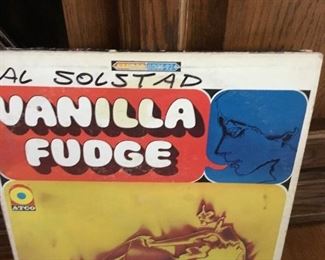 AL SOLSTAD
VANILLA
FUDGE
ATCO